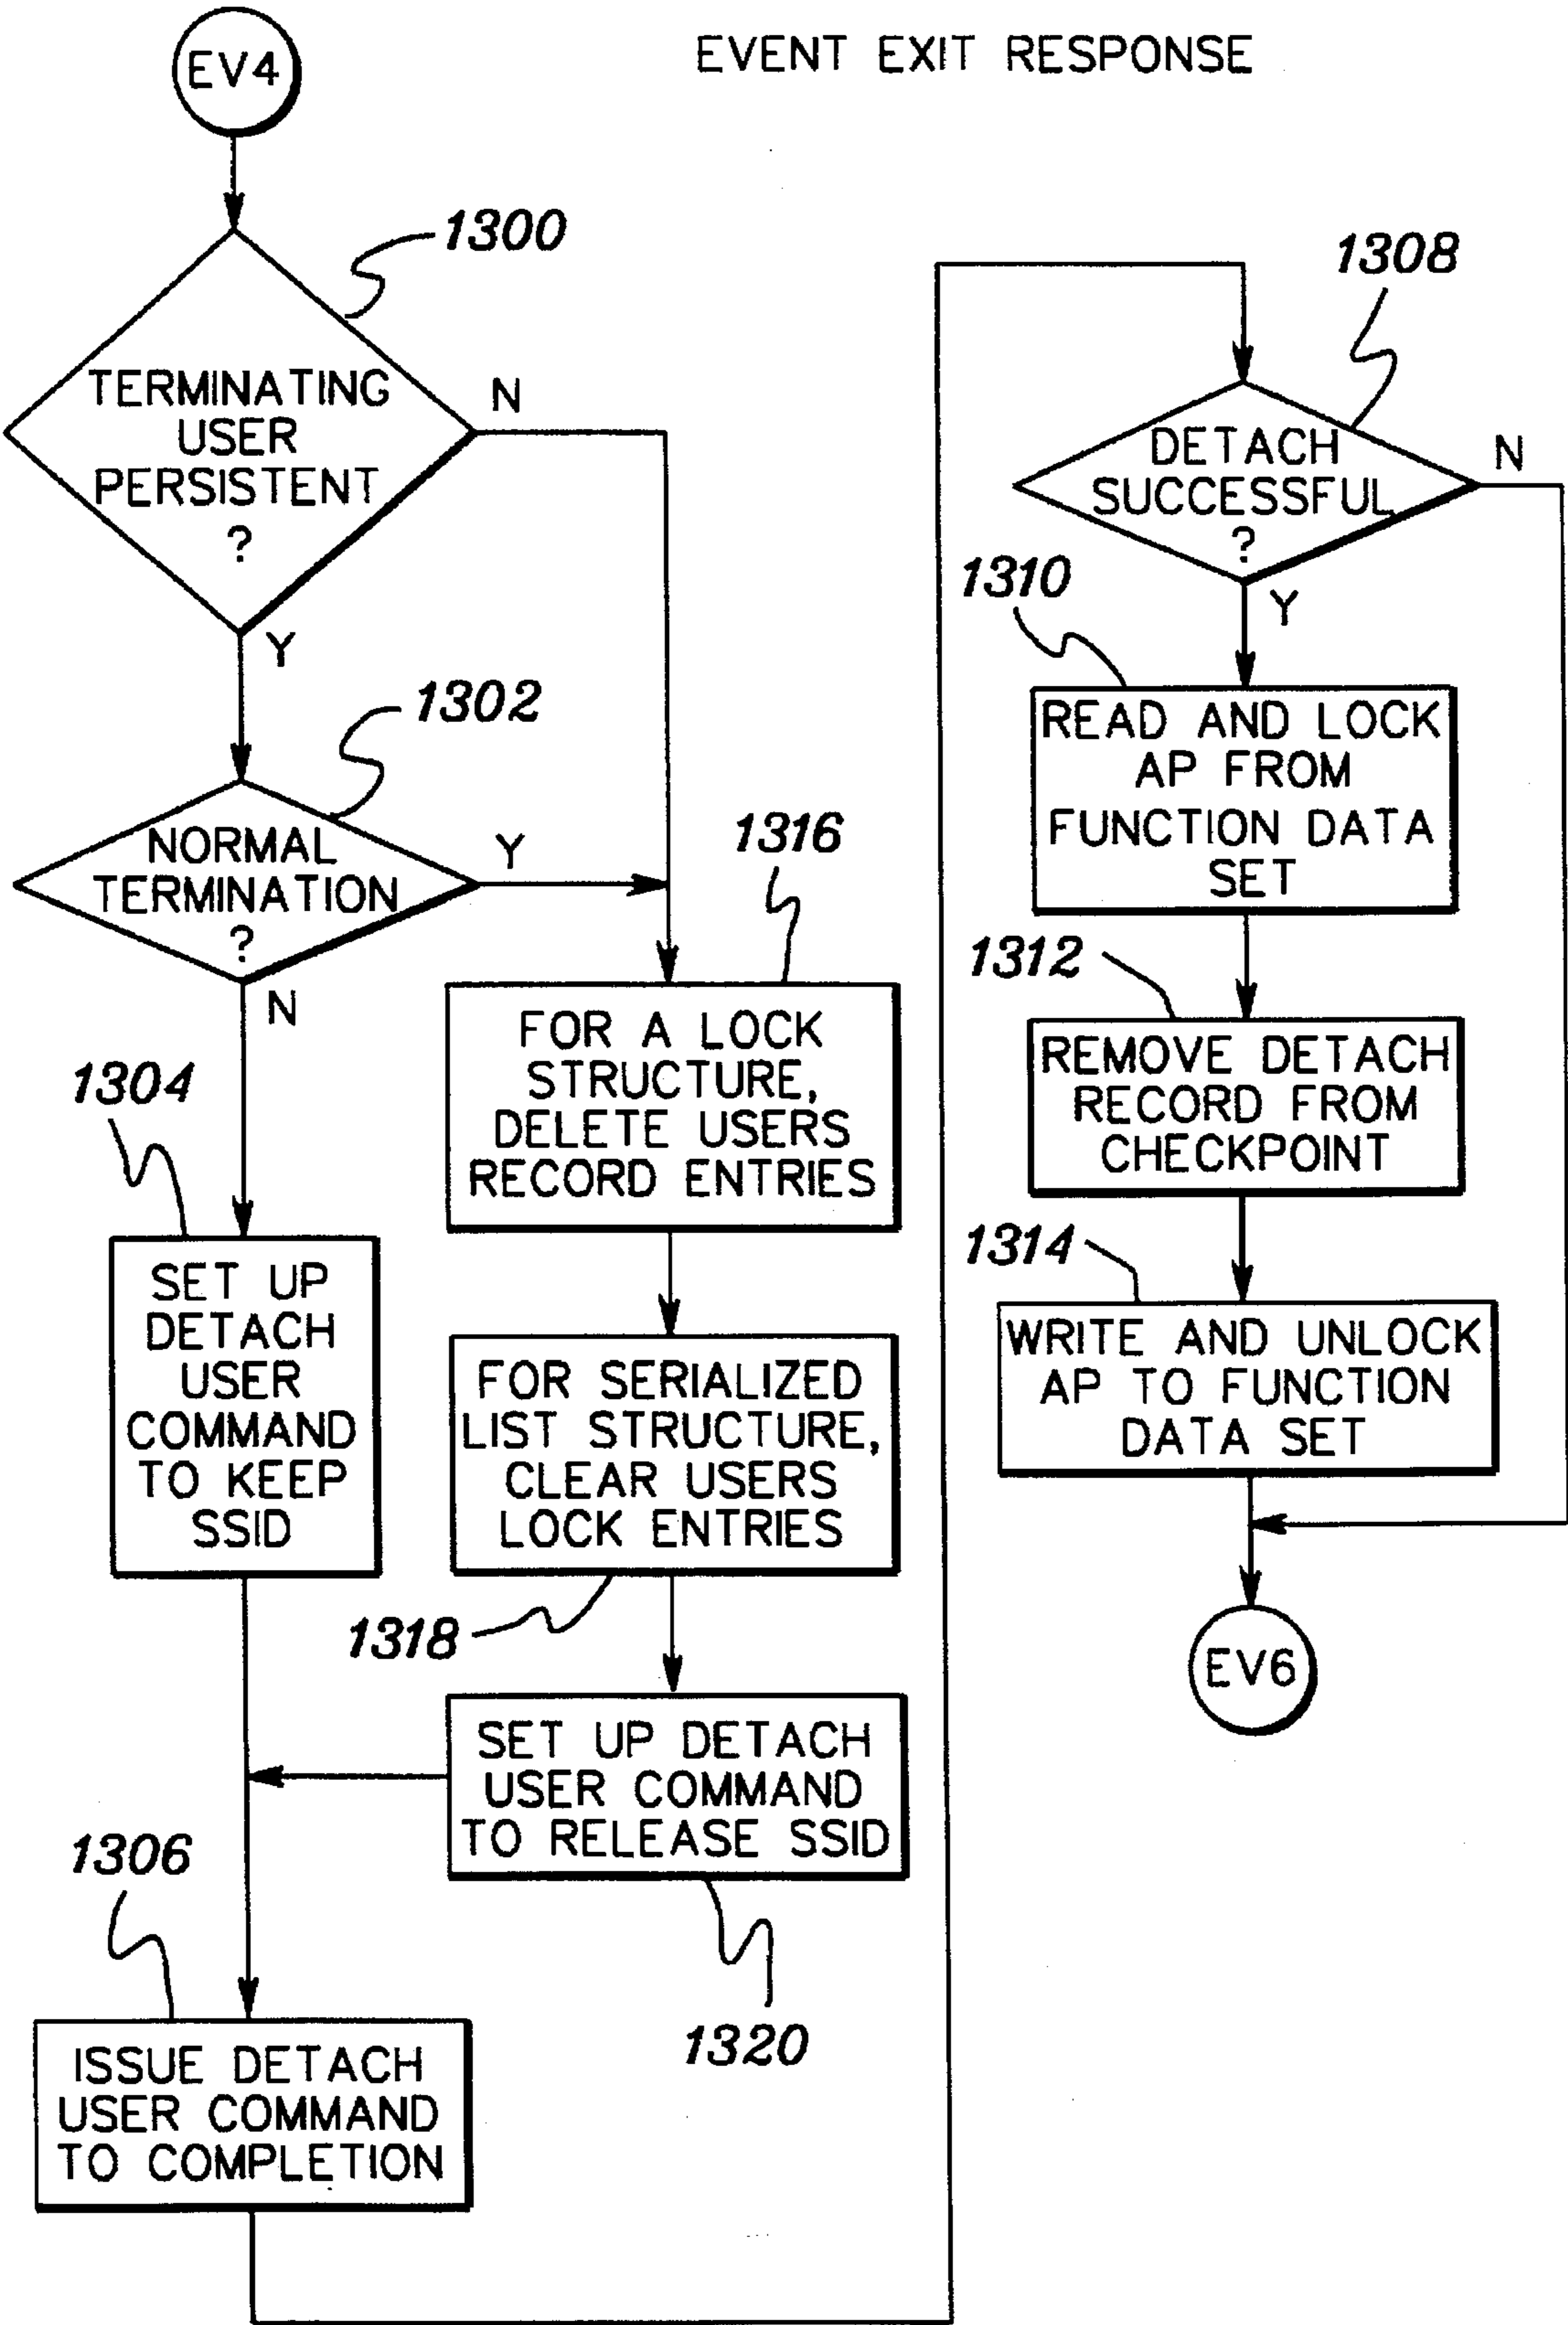 EVENT EXIT RESPONSE
EV4
1300
TERMINATING
USER
PERSISTENT
?
N
Y
1302
NORMAL
TERMINATION
?
Y
N
1304
SET UP
DETACH
USER
COMMAND
TO KEEP
SSID
1316
FOR A LOCK
STRUCTURE,
DELETE USERS
RECORD ENTRIES
FOR SERIALIZED
LIST STRUCTURE,
CLEAR USERS
LOCK ENTRIES
1318
SET UP DETACH
USER COMMAND
TO RELEASE SSID
1320
1306
ISSUE DETACH
USER COMMAND
TO COMPLETION
1308
DETACH
SUCCESSFUL
?
N
Y
1310
READ AND LOCK
AP FROM
FUNCTION DATA
SET
1312
REMOVE DETACH
RECORD FROM
CHECKPOINT
1314
WRITE AND UNLOCK
AP TO FUNCTION
DATA SET
EV6